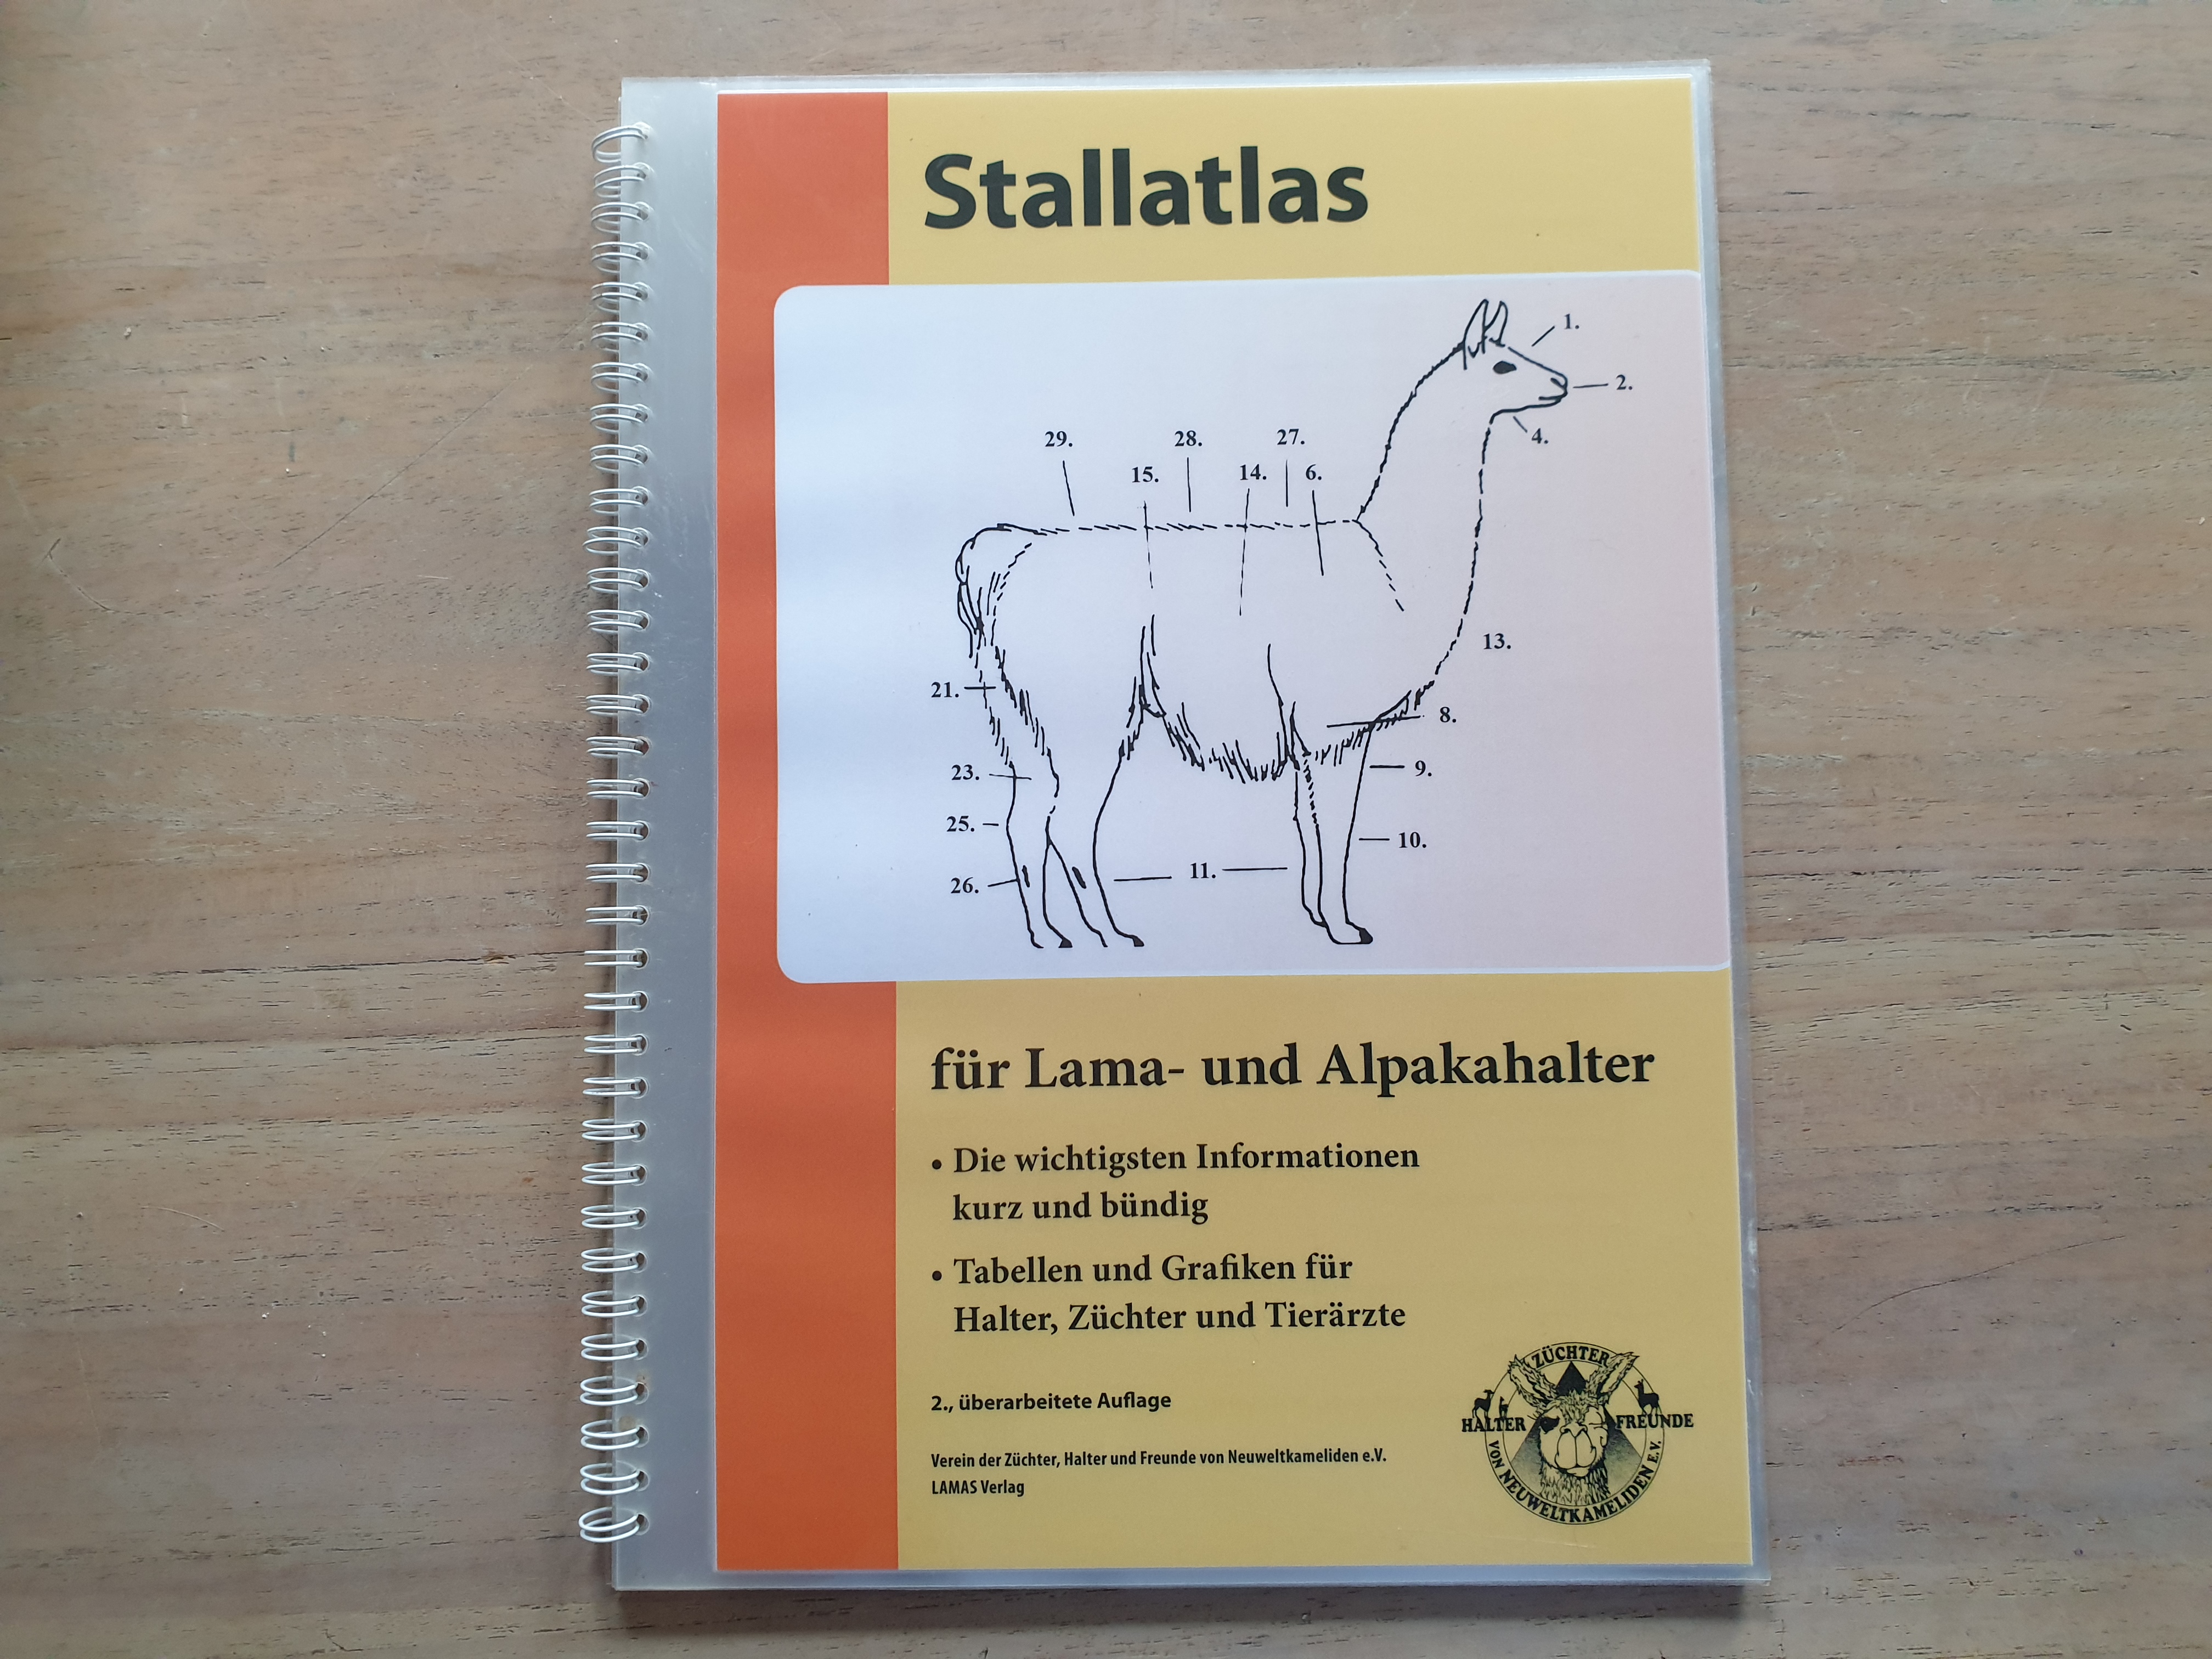 Stallatlas
1.
2.
4.
29.
28.
27.
15.
14.
6.
13.
21.
8.
23.
9.
25.
10.
11.
26.
für Lama- und Alpakahalter
• Die wichtigsten Informationen
kurz und bündig
• Tabellen und Grafiken für
Halter, Züchter und Tierärzte
2., überarbeitete Auflage
Verein der Züchter, Halter und Freunde von Neuweltkameliden e.V.
LAMAS Verlag
ZÜCHTER
HALTER
FREUNDE
VON NEUWELTKAMELIDEN E.V.